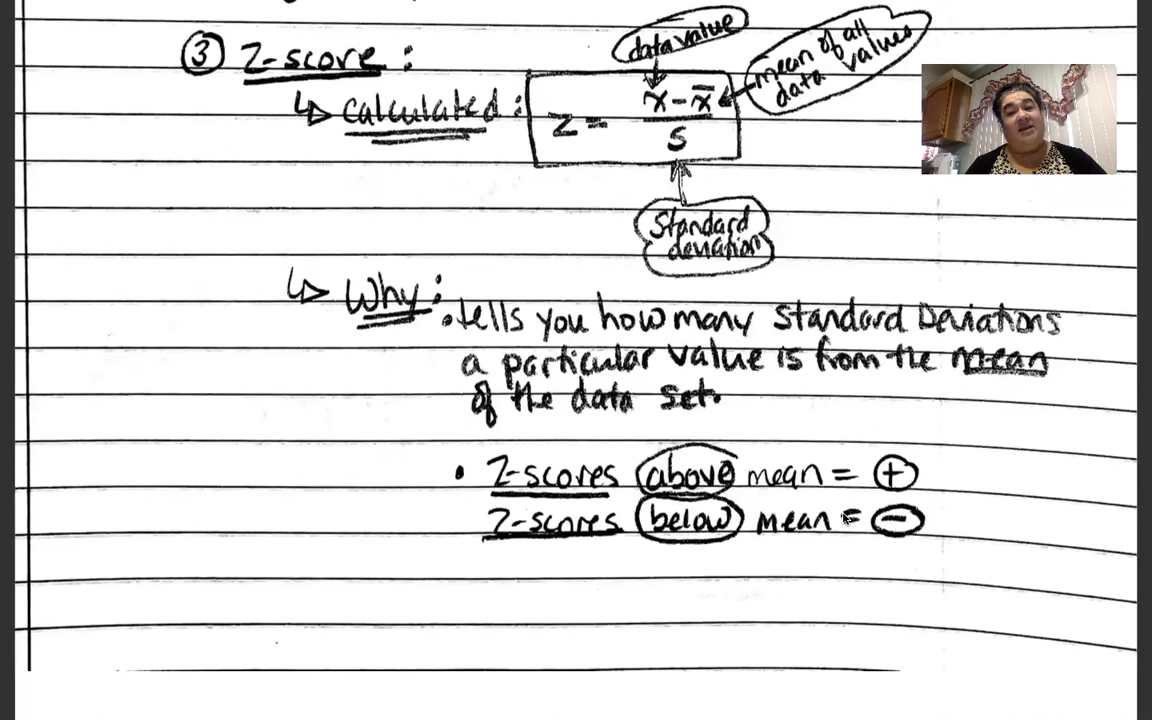 data value
③ Z-score:
mean of all
data values
↳ Calculated: z = x - x̄ / s
Standard
deviation
↳ Why: • tells you how many Standard Deviations
a particular value is from the mean
of the data set.
• Z-scores above mean = +
Z-scores below mean = -